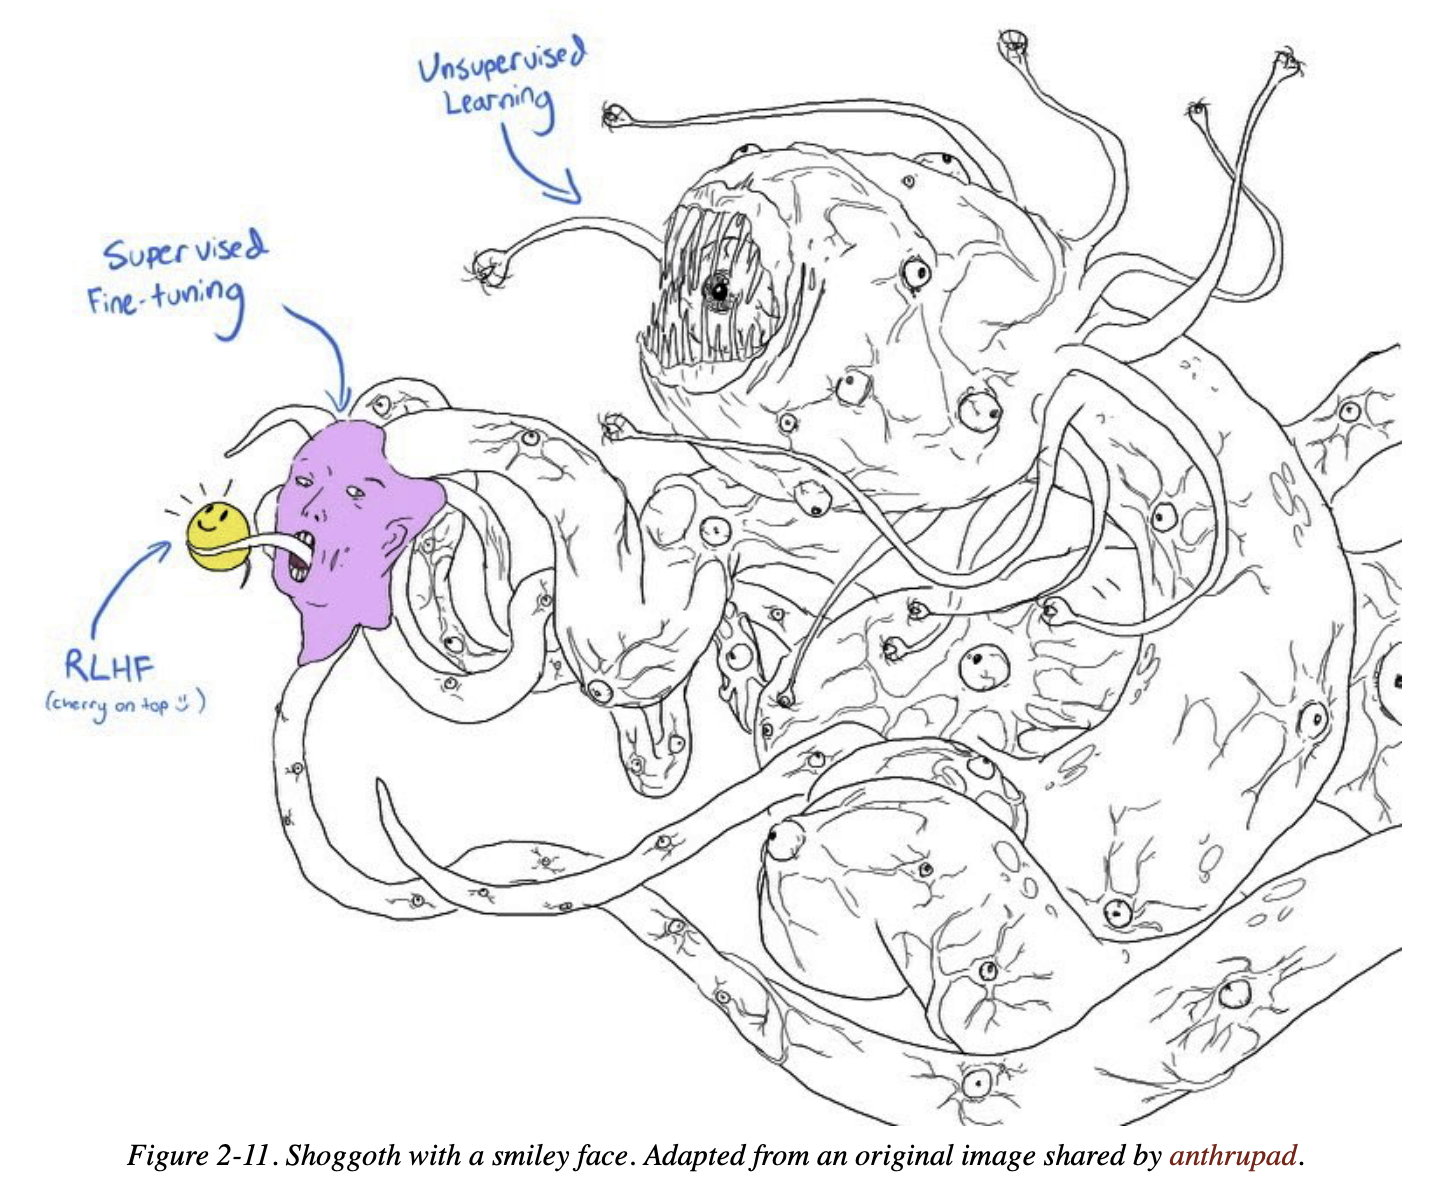 Unsupervised
Learning
Supervised
Fine-tuning
RLHF
(cherry on top ☺)
Figure 2-11. Shoggoth with a smiley face. Adapted from an original image shared by anthrupad.